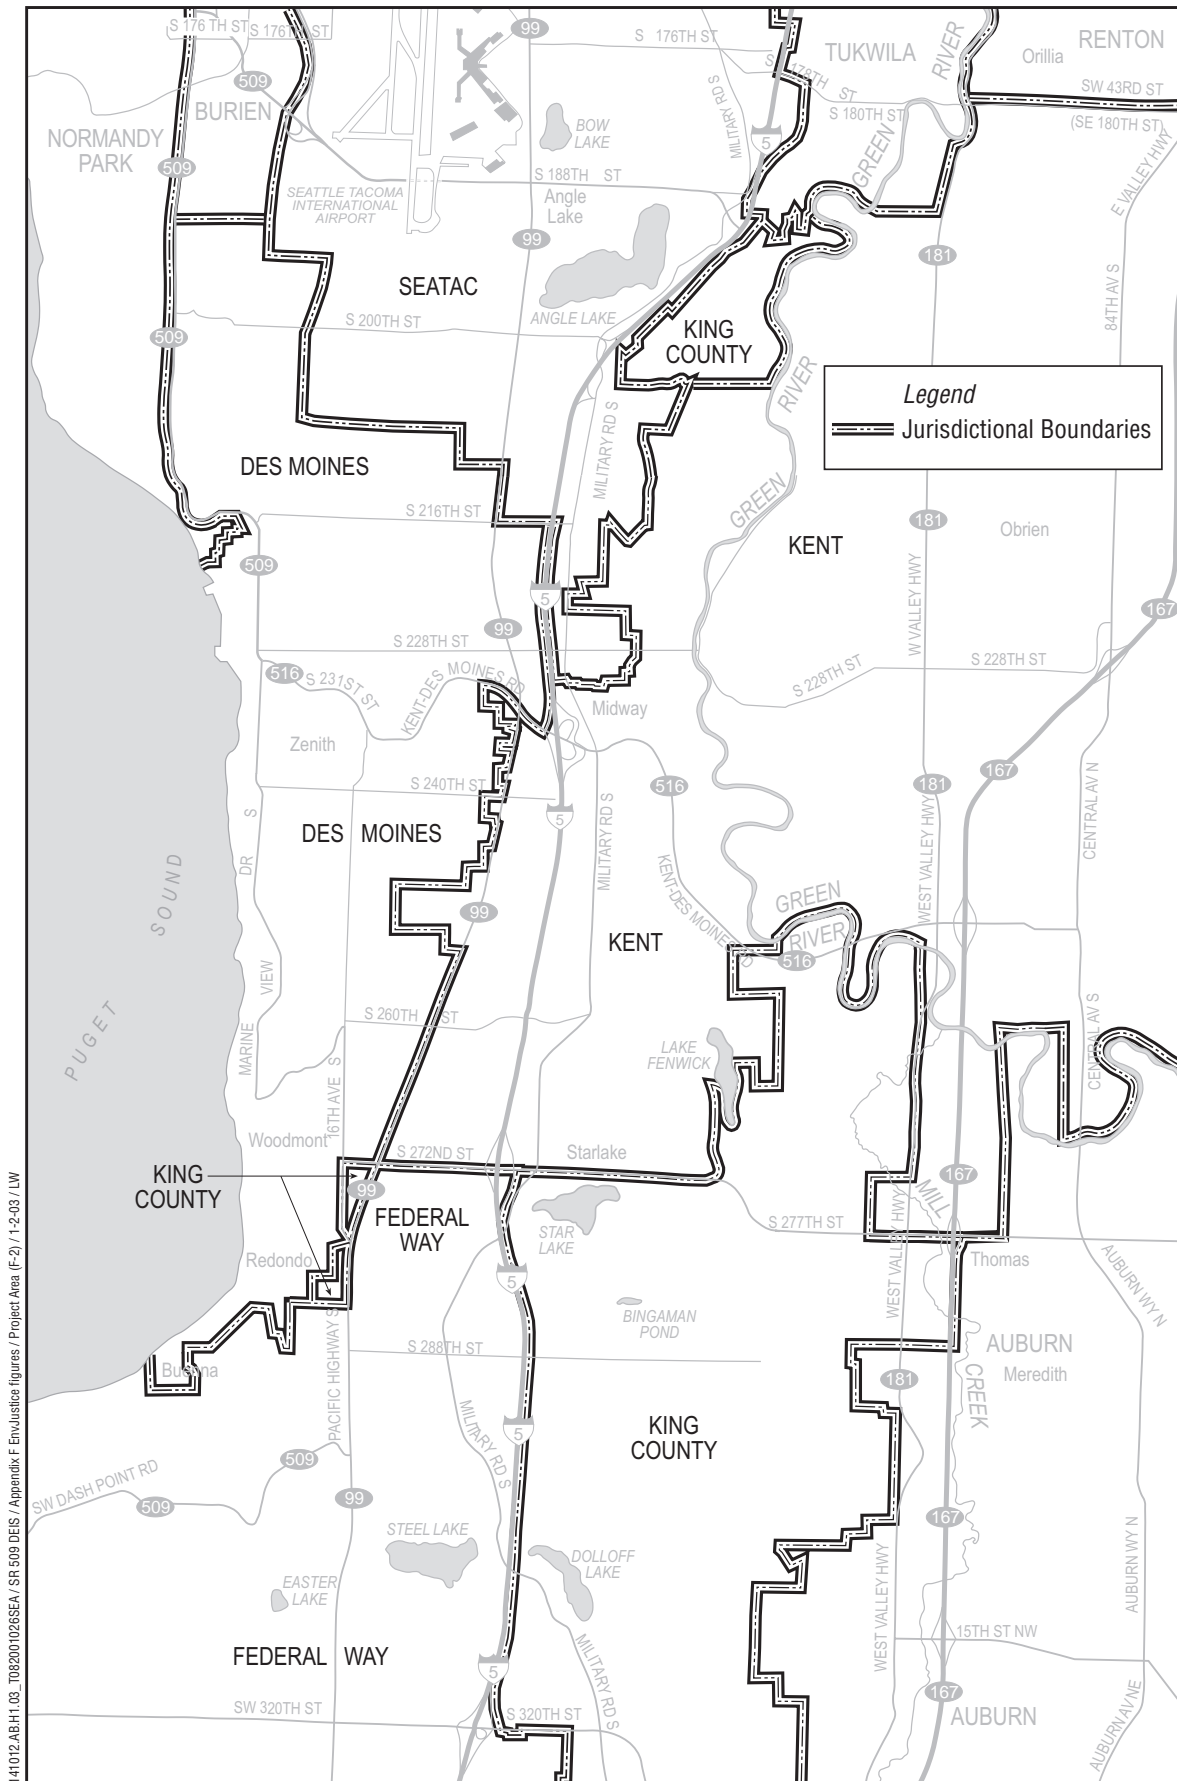 S 176 TH ST
S 176TH ST
99
S 176TH ST
TUKWILA
RIVER
RENTON
Orillia
S 178TH ST
SW 43RD ST
509
BURIEN
MILITARY RD S
S 180TH ST
(SE 180TH ST)
NORMANDY
PARK
BOW
LAKE
5
GREEN
E VALLEY HWY
509
SEATTLE TACOMA
INTERNATIONAL
AIRPORT
S 188TH ST
Angle
Lake
99
181
SEATAC
84TH AV S
ANGLE LAKE
S 200TH ST
509
KING
COUNTY
RIVER
Legend
Jurisdictional Boundaries
MILITARY RD S
DES MOINES
GREEN
S 216TH ST
181
Obrien
KENT
509
5
W VALLEY HWY
167
99
S 228TH ST
S 228TH ST
S 228TH ST
516
S 231ST ST
KENT-DES MOINES RD
Midway
Zenith
167
181
516
S 240TH ST
5
MILITARY RD S
CENTRAL AV N
DES MOINES
WEST VALLEY HWY
PUGET SOUND
KENT-DES MOINES RD
GREEN
RIVER
99
KENT
516
MARINE VIEW DR S
S 260TH ST
LAKE
FENWICK
CENTRAL AV S
16TH AVE S
Woodmont
S 272ND ST
Starlake
KING
COUNTY
99
167
MILL
FEDERAL
WAY
STAR
LAKE
S 277TH ST
WEST VALLEY HWY
Redondo
5
Thomas
AUBURN WY N
BINGAMAN
POND
PACIFIC HIGHWAY S
S 288TH ST
AUBURN
Meredith
181
CREEK
MILITARY RD S
5
KING
COUNTY
509
SW DASH POINT RD
509
99
167
STEEL LAKE
DOLLOFF
LAKE
EASTER
LAKE
WEST VALLEY HWY
AUBURN WY N
15TH ST NW
FEDERAL WAY
5
MILITARY RD S
167
SW 320TH ST
S 320TH ST
AUBURN
AUBURN AV NE
141012.AB.H1.03_T082001026SEA / SR 509 DEIS / Appendix F EnvJustice figures / Project Area (F-2) / 1-2-03 / LW